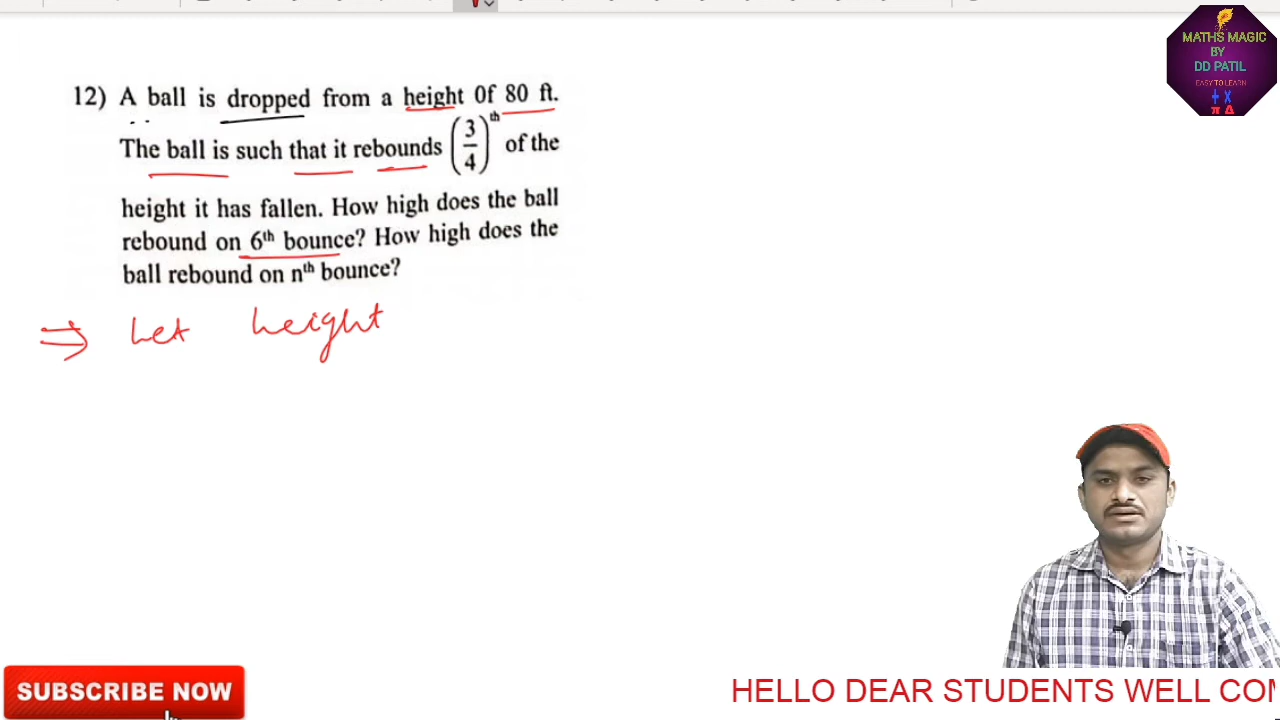 MATHS MAGIC
BY
DD PATIL
EASY TO LEARN
+ X
π Δ
12) A ball is dropped from a height 0f 80 ft.
The ball is such that it rebounds (3/4)th of the
height it has fallen. How high does the ball
rebound on 6th bounce? How high does the
ball rebound on nth bounce?
⇒ Let height
SUBSCRIBE NOW
HELLO DEAR STUDENTS WELL COM